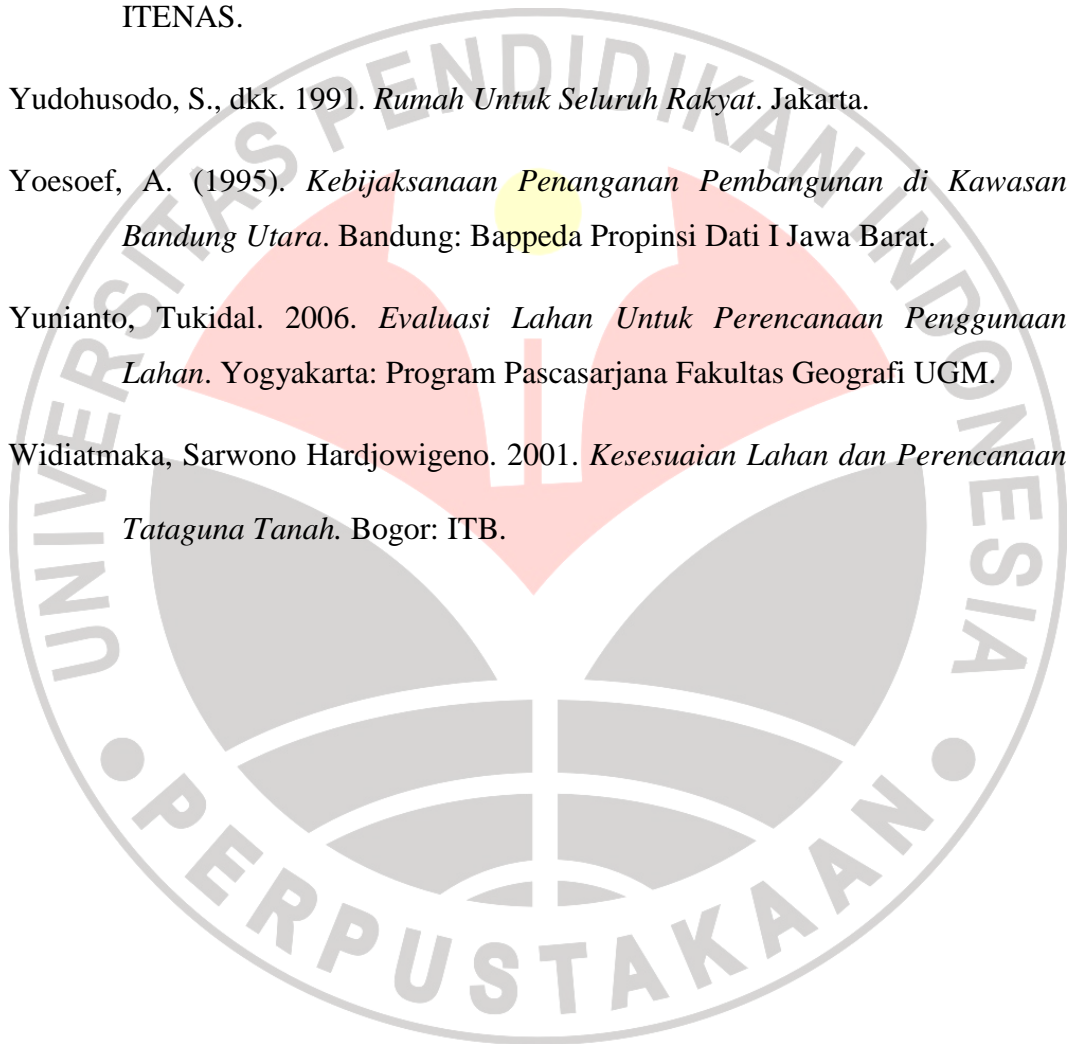 ITENAS.
Yudohusodo, S., dkk. 1991. Rumah Untuk Seluruh Rakyat. Jakarta.
Yoesoef, A. (1995). Kebijaksanaan Penanganan Pembangunan di Kawasan
Bandung Utara. Bandung: Bappeda Propinsi Dati I Jawa Barat.
Yunianto, Tukidal. 2006. Evaluasi Lahan Untuk Perencanaan Penggunaan
Lahan. Yogyakarta: Program Pascasarjana Fakultas Geografi UGM.
Widiatmaka, Sarwono Hardjowigeno. 2001. Kesesuaian Lahan dan Perencanaan
Tataguna Tanah. Bogor: ITB.
UNIVERSITAS PENDIDIKAN INDONESIA
PERPUSTAKAAN